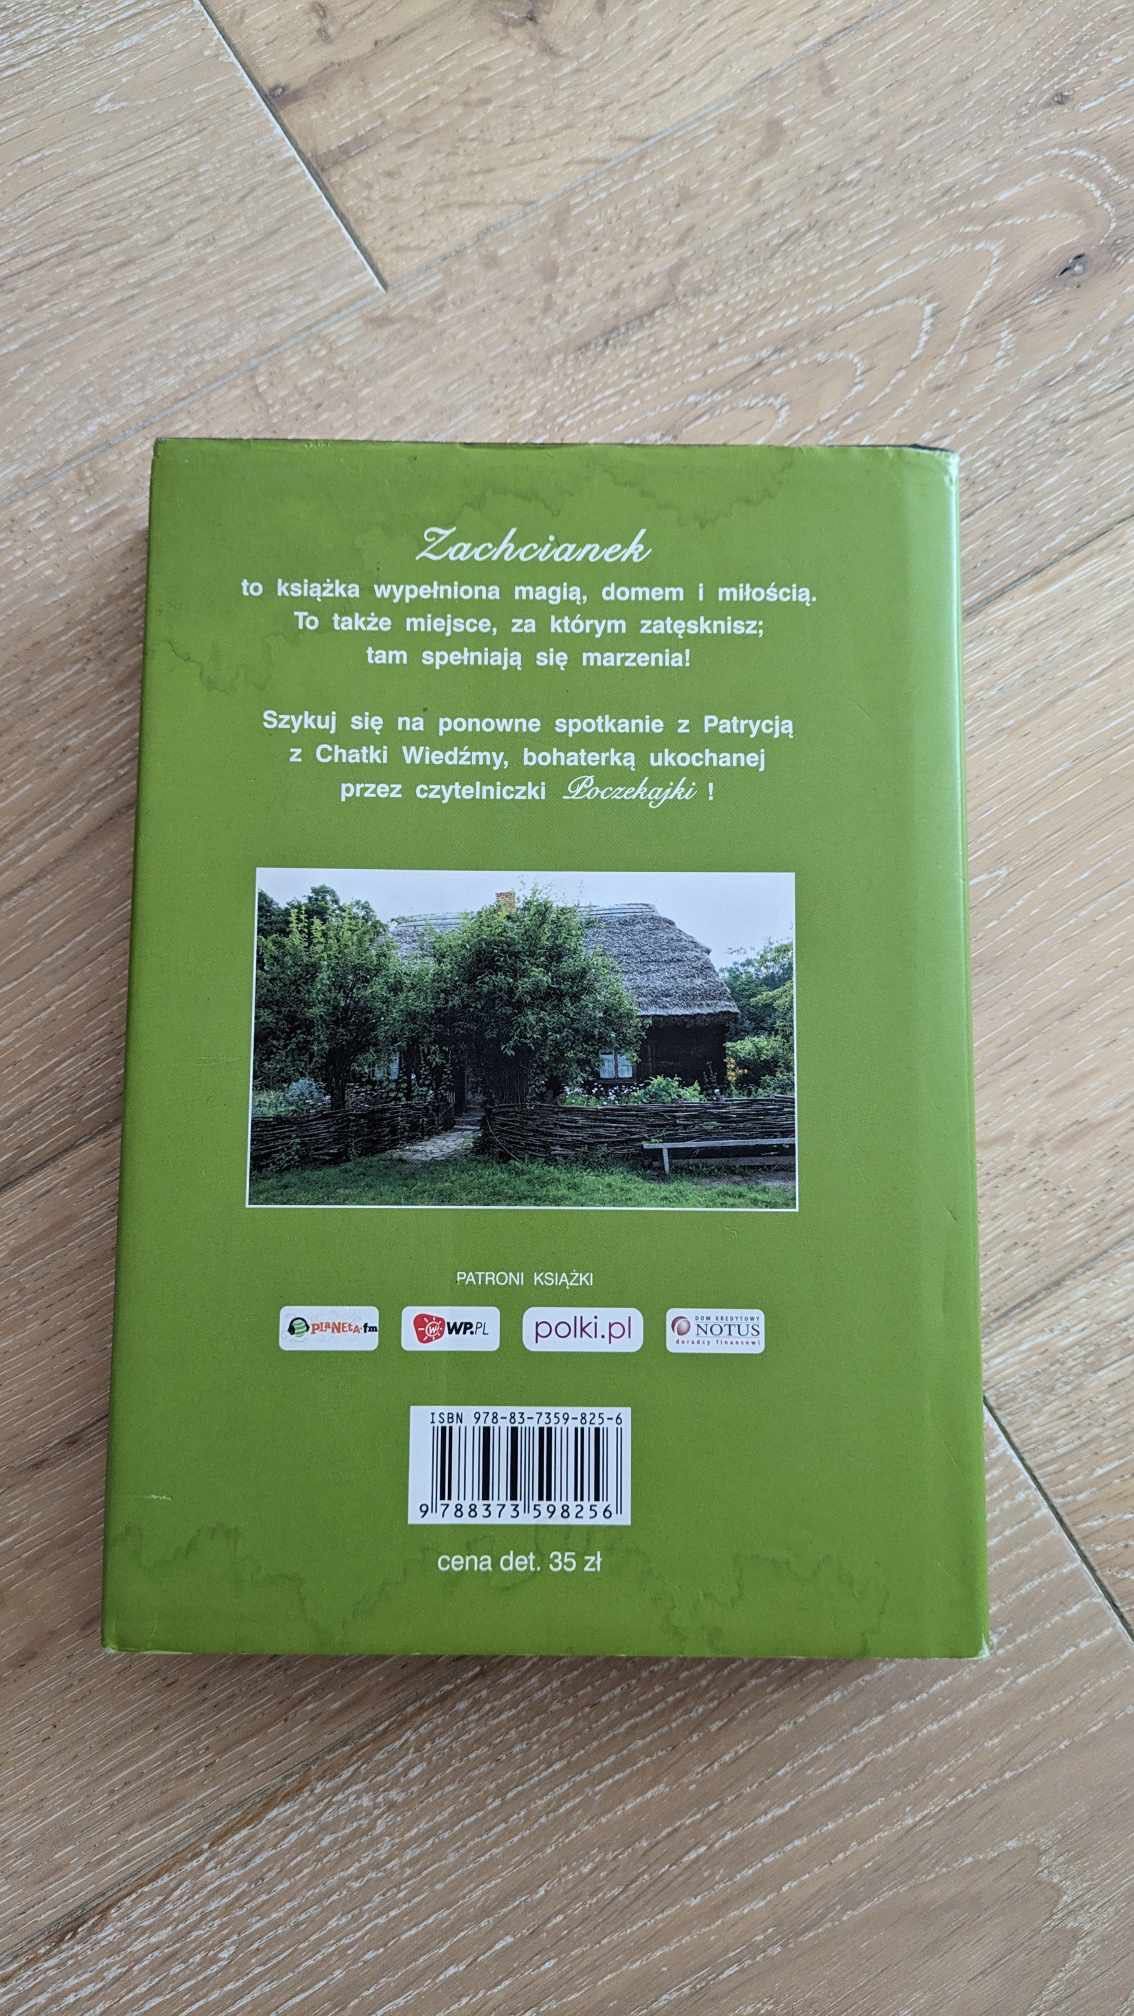 Zachcianek
to książka wypełniona magią, domem i miłością.
To także miejsce, za którym zatęsknisz;
tam spełniają się marzenia!
Szykuj się na ponowne spotkanie z Patrycją
z Chatki Wiedźmy, bohaterką ukochanej
przez czytelniczki Poczekajki !
PATRONI KSIĄŻKI
PLANETA.fm
WP.PL
polki.pl
DOM KREDYTOWY
NOTUS
doradcy finansowi
ISBN 978-83-7359-825-6
9 788373 598256
cena det. 35 zł